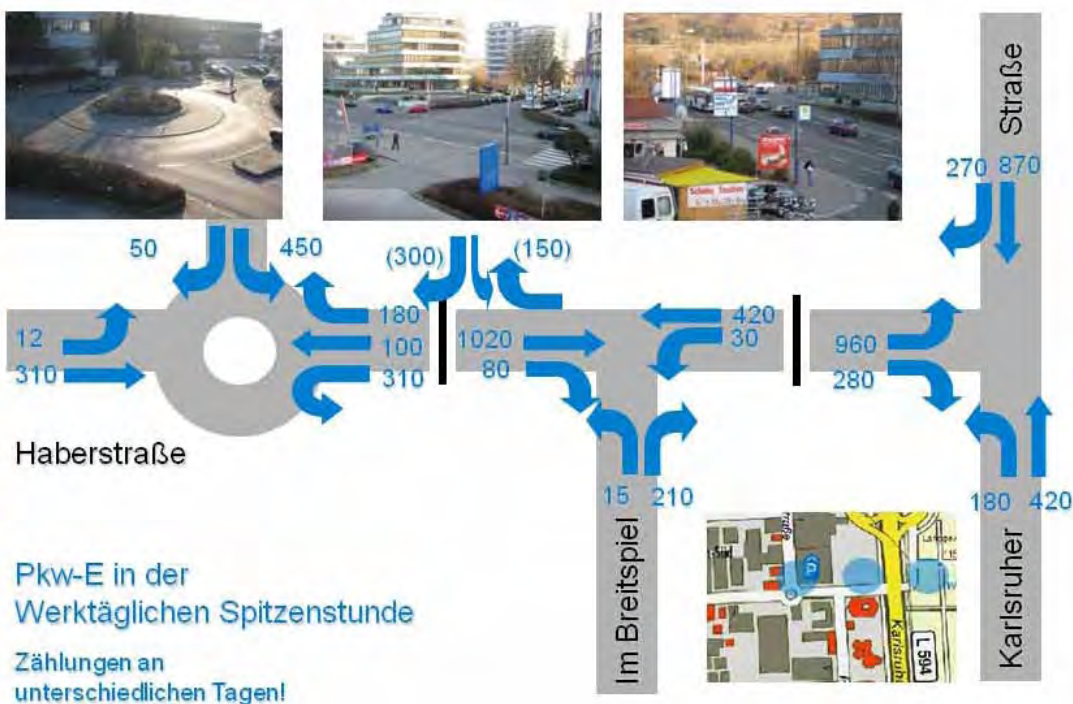 Straße
270 870
50
450
(300)
(150)
12
310
180
100
310
1020
80
420
30
960
280
Haberstraße
15 210
180 420
Im Breitspiel
Karlsruher
Pkw-E in der
Werktäglichen Spitzenstunde
Zählungen an
unterschiedlichen Tagen!
L 594